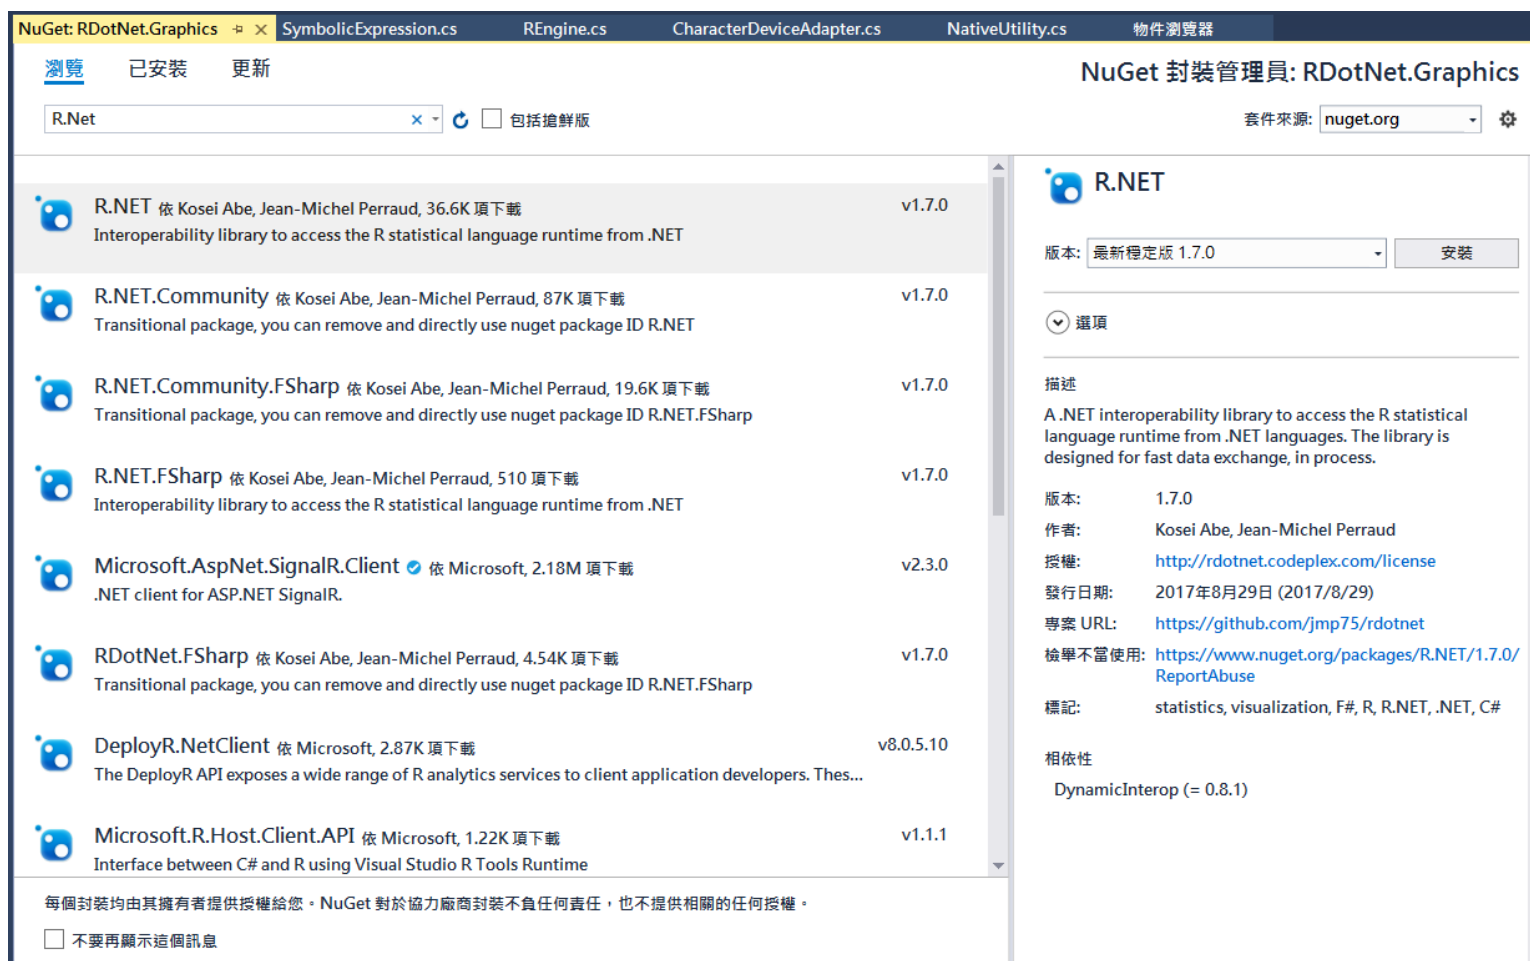 NuGet: RDotNet.Graphics
SymbolicExpression.cs
REngine.cs
CharacterDeviceAdapter.cs
NativeUtility.cs
物件瀏覽器
瀏覽 已安裝 更新
NuGet 封裝管理員: RDotNet.Graphics
R.Net
包括搶鮮版
套件來源: nuget.org
R.NET 依 Kosei Abe, Jean-Michel Perraud, 36.6K 項下載 v1.7.0
Interoperability library to access the R statistical language runtime from .NET
R.NET.Community 依 Kosei Abe, Jean-Michel Perraud, 87K 項下載 v1.7.0
Transitional package, you can remove and directly use nuget package ID R.NET
R.NET.Community.FSharp 依 Kosei Abe, Jean-Michel Perraud, 19.6K 項下載 v1.7.0
Transitional package, you can remove and directly use nuget package ID R.NET.FSharp
R.NET.FSharp 依 Kosei Abe, Jean-Michel Perraud, 510 項下載 v1.7.0
Interoperability library to access the R statistical language runtime from .NET
Microsoft.AspNet.SignalR.Client 依 Microsoft, 2.18M 項下載 v2.3.0
.NET client for ASP.NET SignalR.
RDotNet.FSharp 依 Kosei Abe, Jean-Michel Perraud, 4.54K 項下載 v1.7.0
Transitional package, you can remove and directly use nuget package ID R.NET.FSharp
DeployR.NetClient 依 Microsoft, 2.87K 項下載 v8.0.5.10
The DeployR API exposes a wide range of R analytics services to client application developers. Thes...
Microsoft.R.Host.Client.API 依 Microsoft, 1.22K 項下載 v1.1.1
Interface between C# and R using Visual Studio R Tools Runtime
每個封裝均由其擁有者提供授權給您。NuGet 對於協力廠商封裝不負任何責任，也不提供相關的任何授權。
不要再顯示這個訊息
R.NET
版本: 最新穩定版 1.7.0 安裝
選項
描述
A .NET interoperability library to access the R statistical
language runtime from .NET languages. The library is
designed for fast data exchange, in process.
版本: 1.7.0
作者: Kosei Abe, Jean-Michel Perraud
授權: http://rdotnet.codeplex.com/license
發行日期: 2017年8月29日 (2017/8/29)
專案 URL: https://github.com/jmp75/rdotnet
檢舉不當使用: https://www.nuget.org/packages/R.NET/1.7.0/
ReportAbuse
標記: statistics, visualization, F#, R, R.NET, .NET, C#
相依性
DynamicInterop (= 0.8.1)